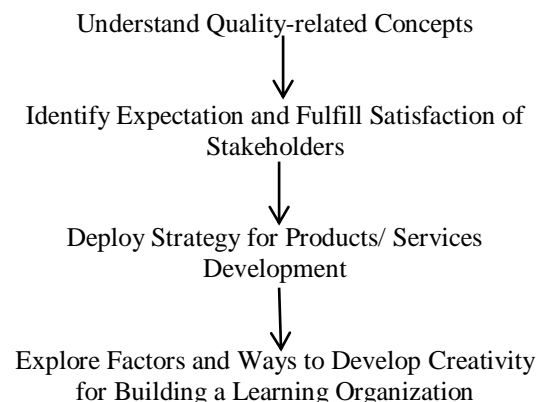 Understand Quality-related Concepts
Identify Expectation and Fulfill Satisfaction of
Stakeholders
Deploy Strategy for Products/ Services
Development
Explore Factors and Ways to Develop Creativity
for Building a Learning Organization